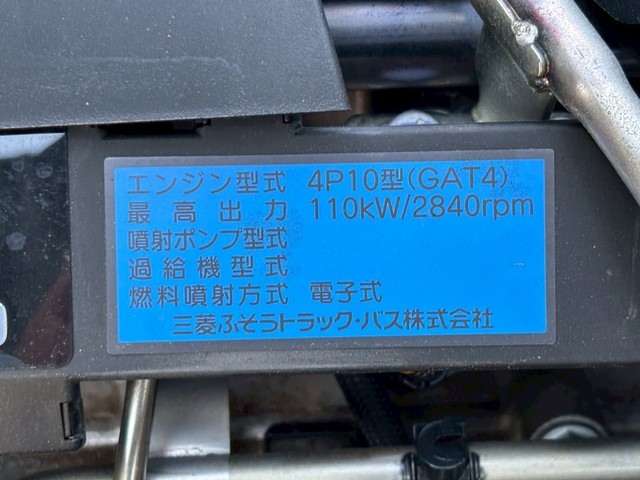 エンジン型式 4P10型(GAT4)
最高出力 110kW/2840rpm
噴射ポンプ型式
過給機型式
燃料噴射方式 電子式
三菱ふそうトラック・バス株式会社